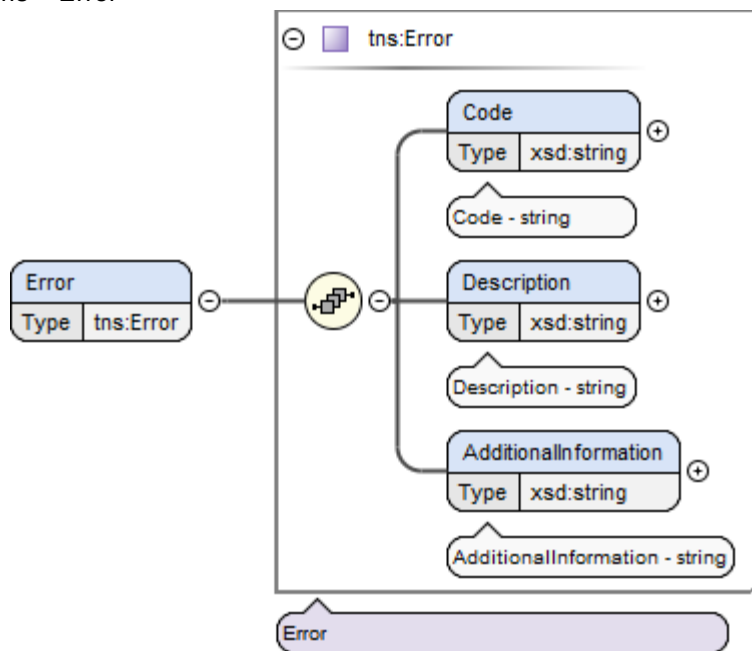 tns:Error
Code
Type xsd:string
Code - string
Error
Type tns:Error
Description
Type xsd:string
Description - string
AdditionalInformation
Type xsd:string
AdditionalInformation - string
Error